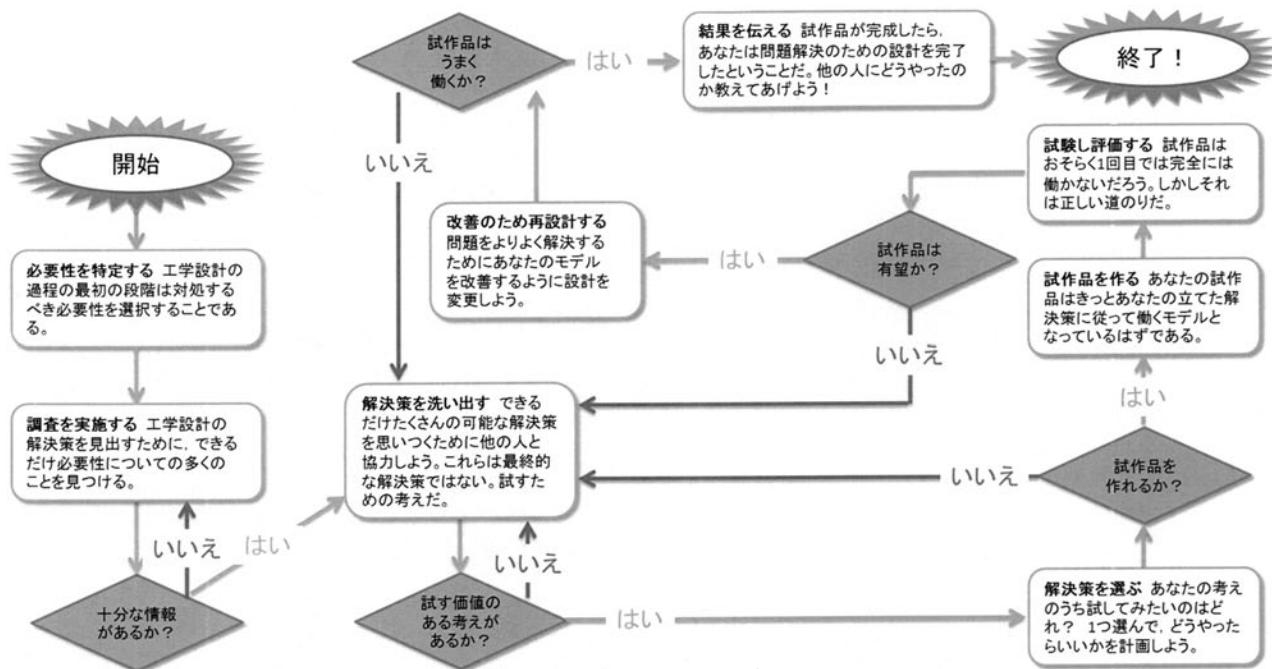 開始
必要性を特定する 工学設計の
過程の最初の段階は対処する
べき必要性を選択することであ
る。
調査を実施する 工学設計の
解決策を見出すために，できる
だけ必要性についての多くの
ことを見つける。
いいえ
はい
十分な情報
があるか？
解決策を洗い出す できる
だけたくさんの可能な解決策
を思いつくために他の人と
協力しよう。これらは最終的
な解決策ではない。試すた
めの考えだ。
いいえ
試す価値の
ある考えが
あるか？
はい
解決策を選ぶ あなたの考え
のうち試してみたいのはど
れ？ 1つ選んで，どうやった
らいいかを計画しよう。
試作品を
作れるか？
いいえ
はい
試作品を作る あなたの試作
品はきっとあなたの立てた解
決策に従って働くモデルと
なっているはずである。
試験し評価する 試作品は
おそらく1回目では完全には
働かないだろう。しかしそれ
は正しい道のりだ。
試作品は
有望か？
いいえ
はい
改善のため再設計する
問題をよりよく解決する
ためにあなたのモデル
を改善するように設計を
変更しよう。
試作品は
うまく
働くか？
いいえ
はい
結果を伝える 試作品が完成したら，
あなたは問題解決のための設計を完了
したということだ。他の人にどうやったの
か教えてあげよう！
終了！